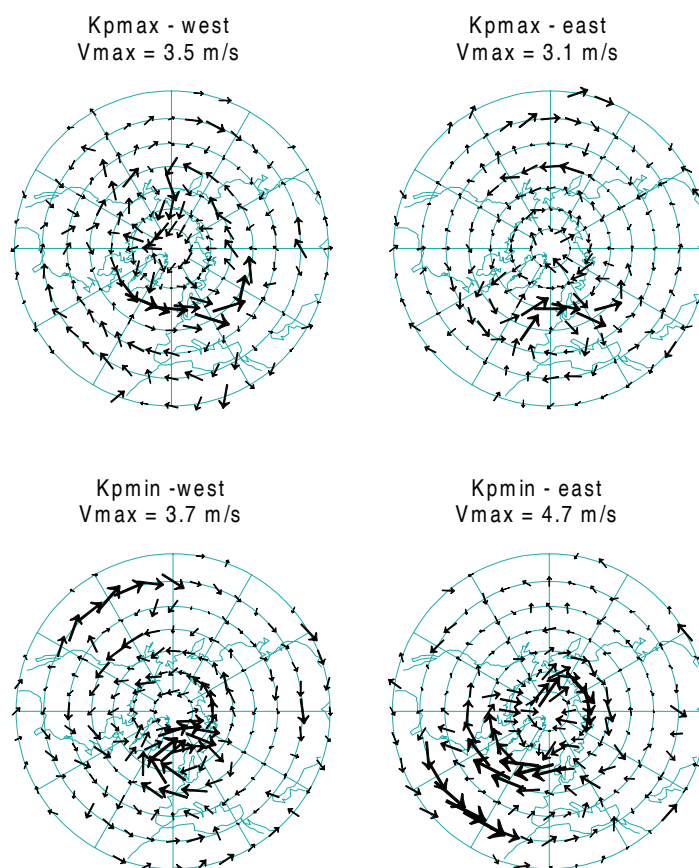 Kpmax - west
Vmax = 3.5 m/s
Kpmax - east
Vmax = 3.1 m/s
Kpmin -west
Vmax = 3.7 m/s
Kpmin - east
Vmax = 4.7 m/s